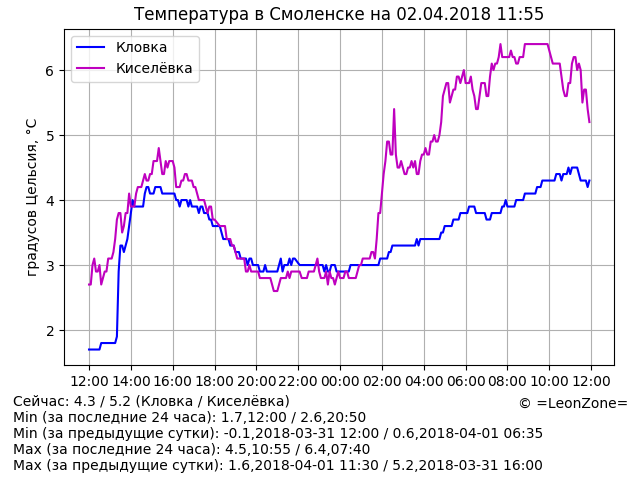 Температура в Смоленске на 02.04.2018 11:55
Кловка
Киселёвка
градусов Цельсия, °C
6
5
4
3
2
12:00 14:00 16:00 18:00 20:00 22:00 00:00 02:00 04:00 06:00 08:00 10:00 12:00
Сейчас: 4.3 / 5.2 (Кловка / Киселёвка)
© =LeonZone=
Min (за последние 24 часа): 1.7,12:00 / 2.6,20:50
Min (за предыдущие сутки): -0.1,2018-03-31 12:00 / 0.6,2018-04-01 06:35
Max (за последние 24 часа): 4.5,10:55 / 6.4,07:40
Max (за предыдущие сутки): 1.6,2018-04-01 11:30 / 5.2,2018-03-31 16:00